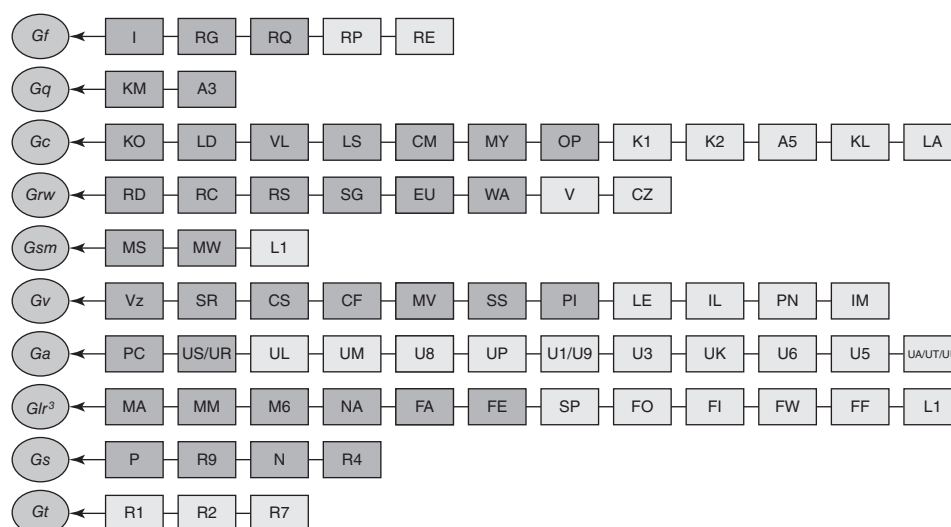 Gf I RG RQ RP RE
Gq KM A3
Gc KO LD VL LS CM MY OP K1 K2 A5 KL LA
Grw RD RC RS SG EU WA V CZ
Gsm MS MW L1
Gv Vz SR CS CF MV SS PI LE IL PN IM
Ga PC US/UR UL UM U8 UP U1/U9 U3 UK U6 U5 UA/UT/U
Glr³ MA MM M6 NA FA FE SP FO FI FW FF L1
Gs P R9 N R4
Gt R1 R2 R7